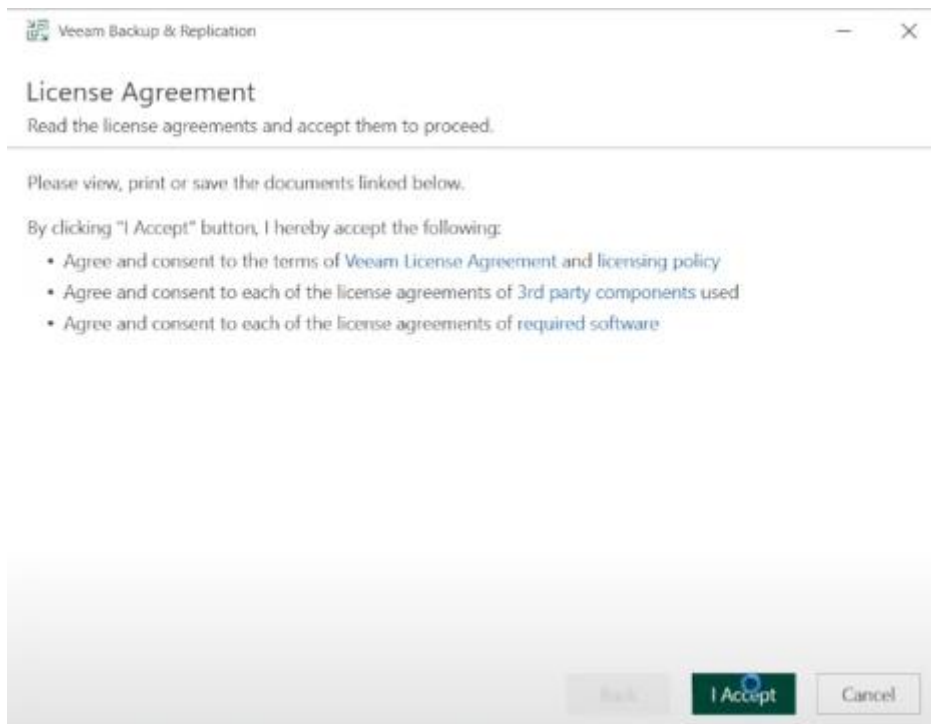 Veeam Backup & Replication
License Agreement
Read the license agreements and accept them to proceed.
Please view, print or save the documents linked below.
By clicking "I Accept" button, I hereby accept the following:
• Agree and consent to the terms of Veeam License Agreement and licensing policy
• Agree and consent to each of the license agreements of 3rd party components used
• Agree and consent to each of the license agreements of required software
I Accept Cancel